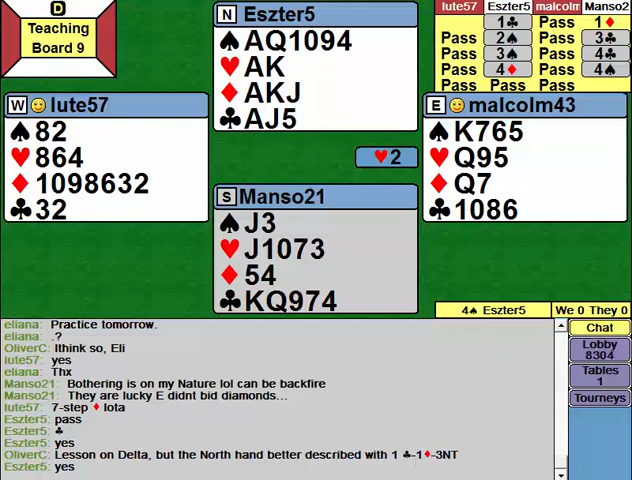 D
Teaching
Board 9
N Eszter5
♠AQ1094
♥AK
♦AKJ
♣AJ5
lute57 Eszter5 malcolm Manso2
1♣ Pass 1♦
Pass 2♠ Pass 3♣
Pass 3♠ Pass 4♣
Pass 4♦ Pass 4♠
Pass Pass Pass
W lute57
♠82
♥864
♦1098632
♣32
♥2
E malcolm43
♠K765
♥Q95
♦Q7
♣1086
S Manso21
♠J3
♥J1073
♦54
♣KQ974
4♠ Eszter5 We 0 They 0
eliana: Practice tomorrow.
eliana: .?
OliverC: Ithink so, Eli
lute57: yes
eliana: Thx
Manso21: Bothering is on my Nature lol can be backfire
Manso21: They are lucky E didnt bid diamonds...
lute57: 7-step ♦ Iota
Eszter5: pass
Eszter5: ♣
Eszter5: yes
OliverC: Lesson on Delta, but the North hand better described with 1 ♣-1♦-3NT
Eszter5: yes
Chat
Lobby
8304
Tables
1
Tourneys